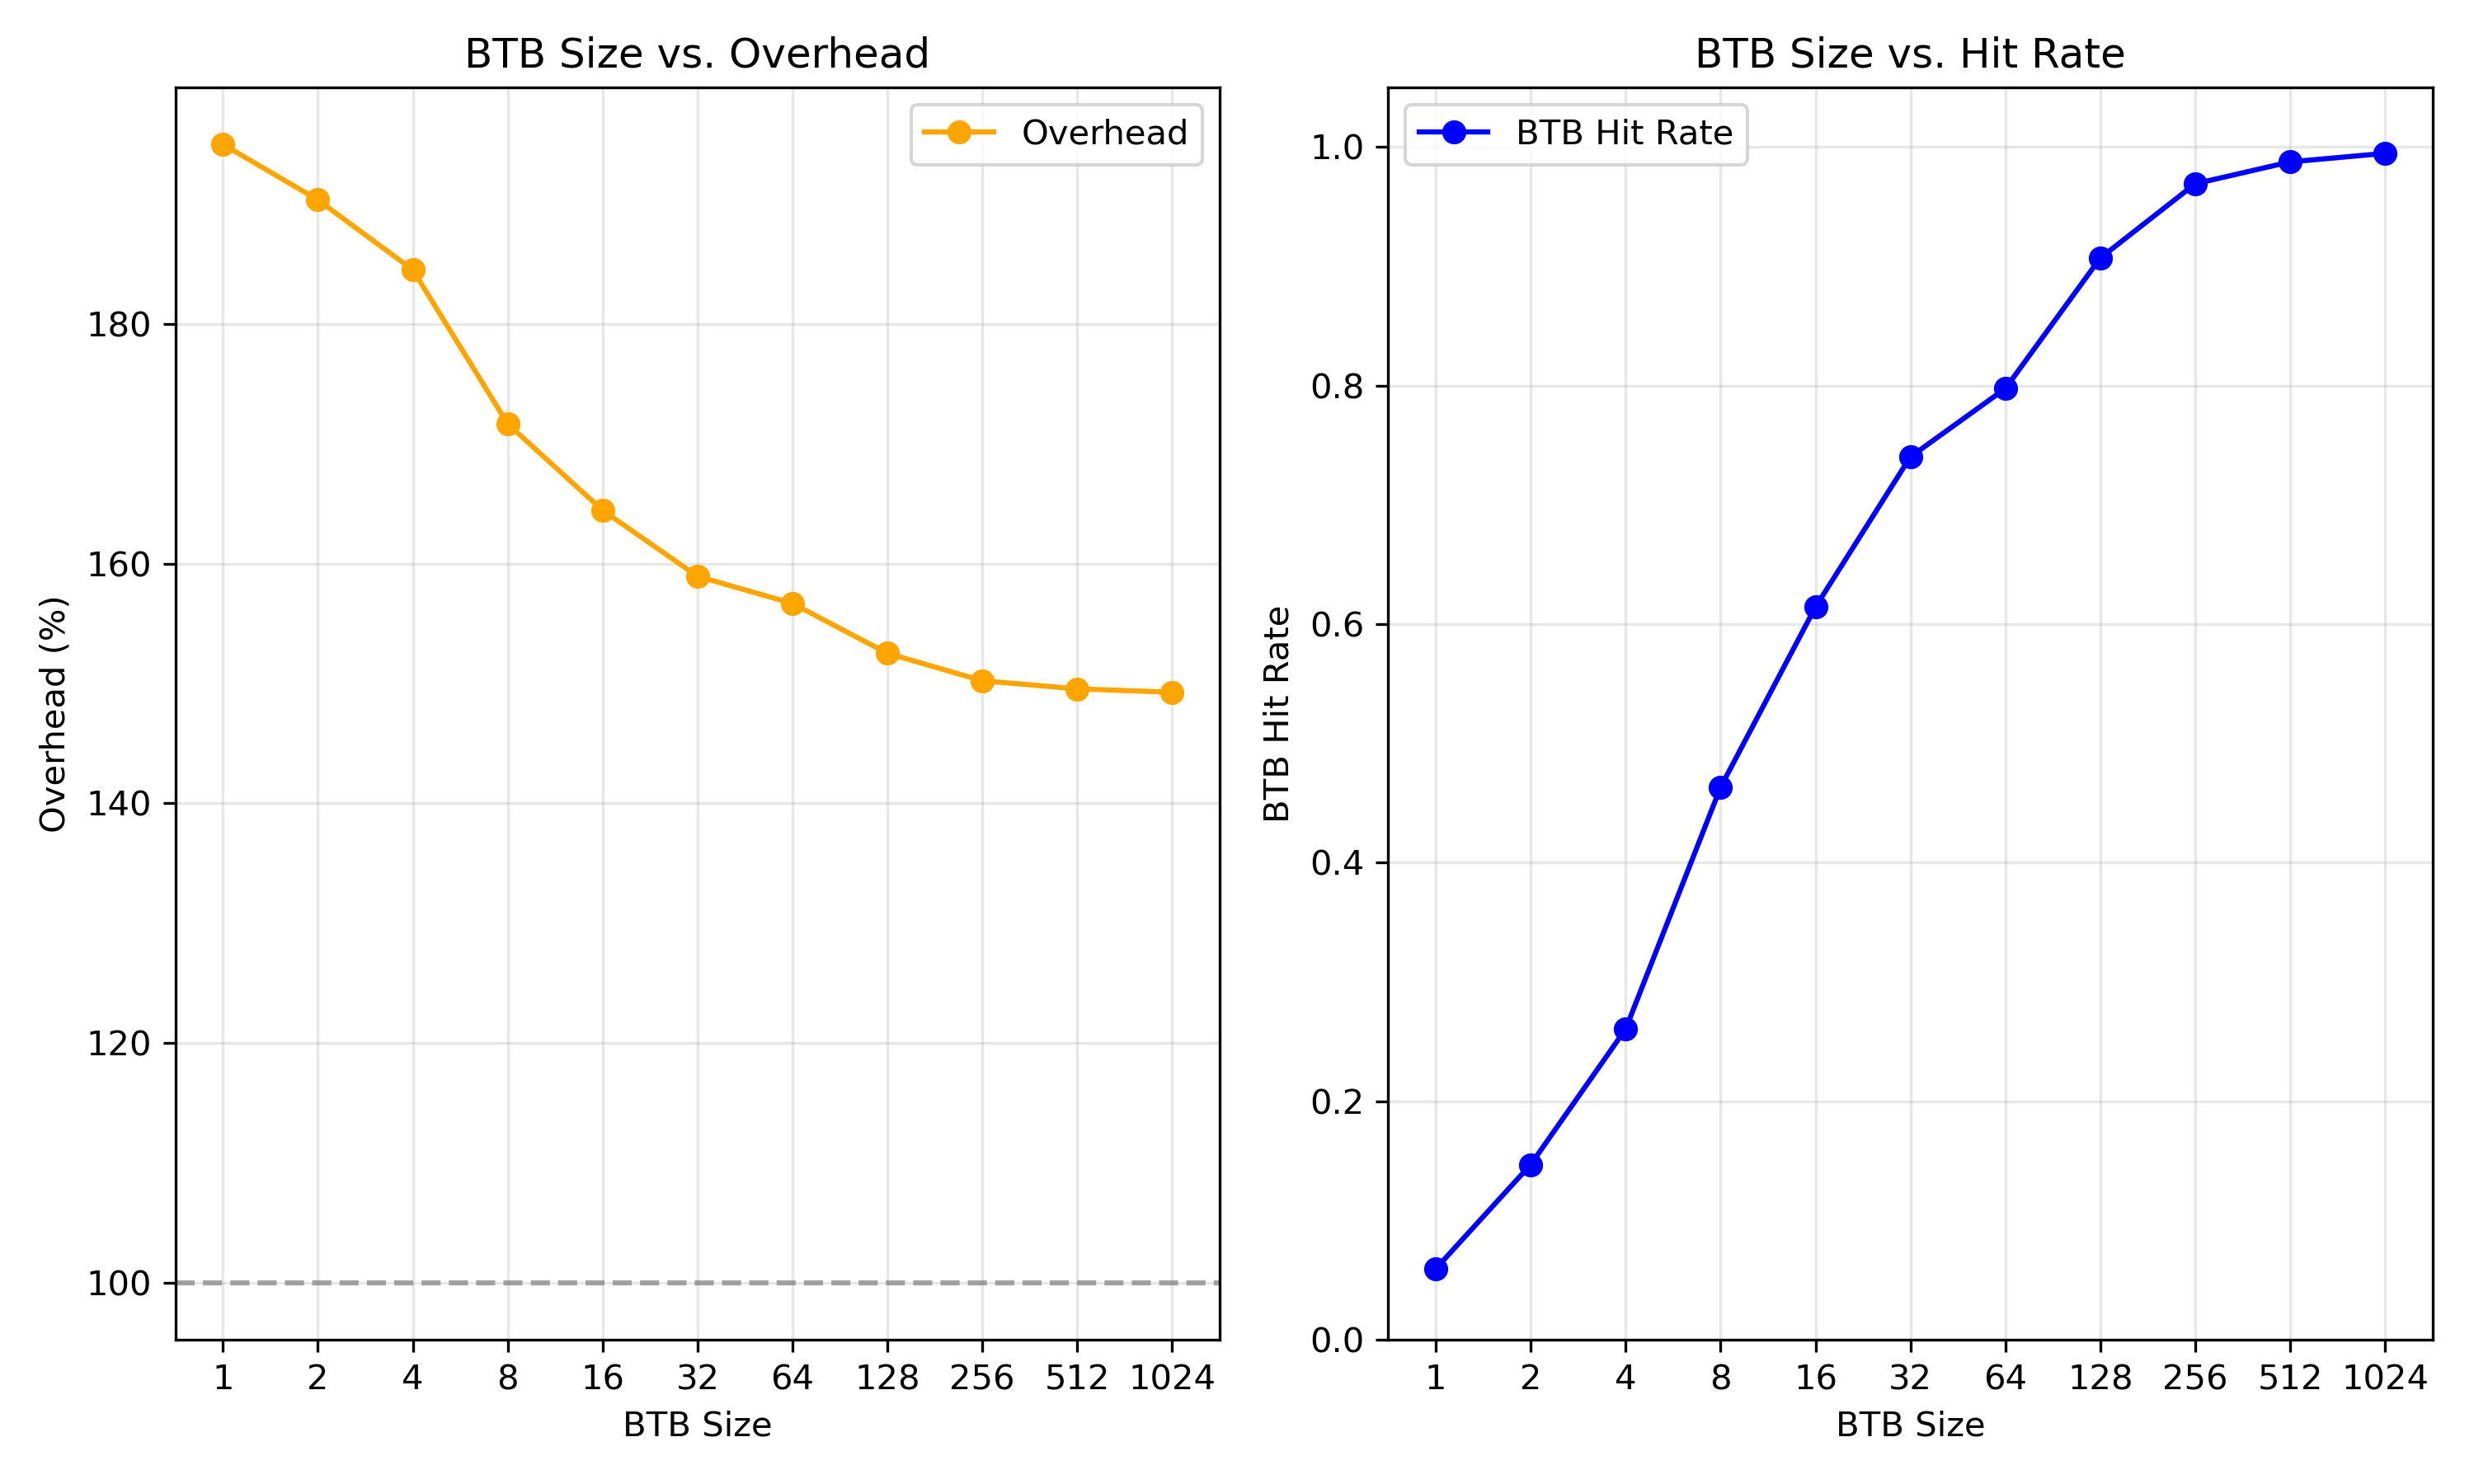 BTB Size vs. Overhead
Overhead
180
160
140
120
100
Overhead (%)
1 2 4 8 16 32 64 128 256 512 1024
BTB Size
BTB Size vs. Hit Rate
BTB Hit Rate
1.0
0.8
0.6
0.4
0.2
0.0
BTB Hit Rate
1 2 4 8 16 32 64 128 256 512 1024
BTB Size